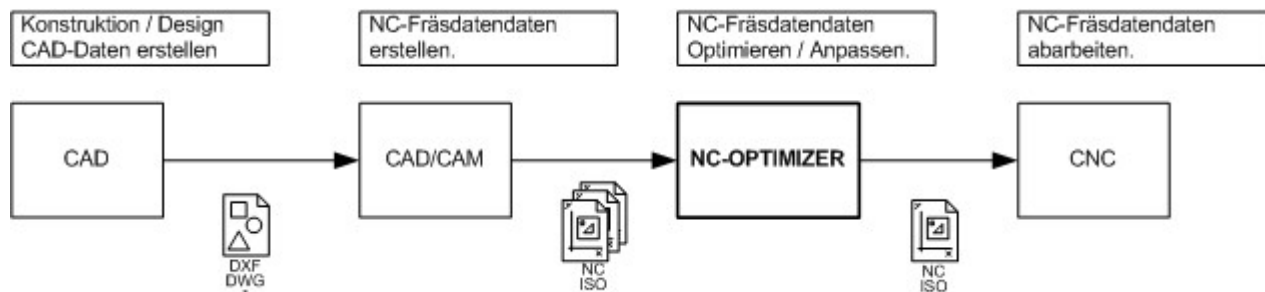 Konstruktion / Design
CAD-Daten erstellen
NC-Fräsdatendaten
erstellen.
NC-Fräsdatendaten
Optimieren / Anpassen.
NC-Fräsdatendaten
abarbeiten.
CAD
CAD/CAM
NC-OPTIMIZER
CNC
DXF
DWG
NC
ISO
NC
ISO